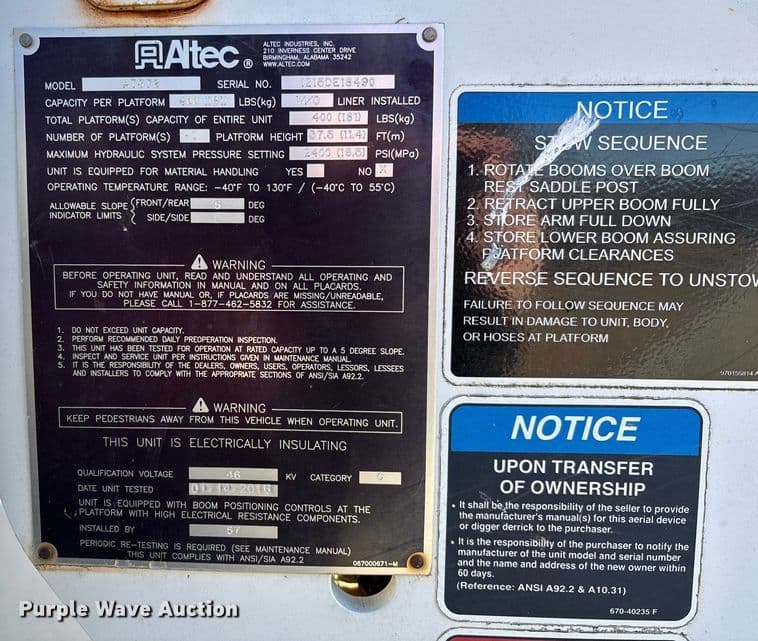 Altec®
ALTEC INDUSTRIES, INC.
210 INVERNESS CENTER DRIVE
BIRMINGHAM, ALABAMA 35242
WWW.ALTEC.COM
MODEL SERIAL NO. 1215DE18490
CAPACITY PER PLATFORM LBS(kg) LINER INSTALLED
TOTAL PLATFORM(S) CAPACITY OF ENTIRE UNIT 400 (181) LBS(kg)
NUMBER OF PLATFORM(S) PLATFORM HEIGHT 37.5 (11.4) FT(m)
MAXIMUM HYDRAULIC SYSTEM PRESSURE SETTING 2400 (16.5) PSI(MPa)
UNIT IS EQUIPPED FOR MATERIAL HANDLING YES NO X
OPERATING TEMPERATURE RANGE: -40°F TO 130°F / (-40°C TO 55°C)
ALLOWABLE SLOPE INDICATOR LIMITS { FRONT/REAR 5 DEG
SIDE/SIDE DEG
WARNING
BEFORE OPERATING UNIT, READ AND UNDERSTAND ALL OPERATING AND
SAFETY INFORMATION IN MANUAL AND ON ALL PLACARDS.
IF YOU DO NOT HAVE MANUAL OR, IF PLACARDS ARE MISSING/UNREADABLE,
PLEASE CALL 1-877-462-5832 FOR ASSISTANCE.
1. DO NOT EXCEED UNIT CAPACITY.
2. PERFORM RECOMMENDED DAILY PREOPERATION INSPECTION.
3. THIS UNIT HAS BEEN TESTED FOR OPERATION AT RATED CAPACITY UP TO A 5 DEGREE SLOPE.
4. INSPECT AND SERVICE UNIT PER INSTRUCTIONS GIVEN IN MAINTENANCE MANUAL.
5. IT IS THE RESPONSIBILITY OF THE DEALERS, OWNERS, USERS, OPERATORS, LESSORS, LESSEES
AND INSTALLERS TO COMPLY WITH THE APPROPRIATE SECTIONS OF ANSI/SIA A92.2.
WARNING
KEEP PEDESTRIANS AWAY FROM THIS VEHICLE WHEN OPERATING UNIT.
THIS UNIT IS ELECTRICALLY INSULATING
QUALIFICATION VOLTAGE 46 KV CATEGORY C
DATE UNIT TESTED
UNIT IS EQUIPPED WITH BOOM POSITIONING CONTROLS AT THE
PLATFORM WITH HIGH ELECTRICAL RESISTANCE COMPONENTS.
INSTALLED BY 57
PERIODIC RE-TESTING IS REQUIRED (SEE MAINTENANCE MANUAL)
THIS UNIT COMPLIES WITH ANSI/SIA A92.2
067000671-M
NOTICE
STOW SEQUENCE
1. ROTATE BOOMS OVER BOOM
REST SADDLE POST
2. RETRACT UPPER BOOM FULLY
3. STORE ARM FULL DOWN
4. STORE LOWER BOOM ASSURING
PLATFORM CLEARANCES
REVERSE SEQUENCE TO UNSTOW
FAILURE TO FOLLOW SEQUENCE MAY
RESULT IN DAMAGE TO UNIT, BODY,
OR HOSES AT PLATFORM
970155814 A
NOTICE
UPON TRANSFER
OF OWNERSHIP
• It shall be the responsibility of the seller to provide
the manufacturer's manual(s) for this aerial device
or digger derrick to the purchaser.
• It is the responsibility of the purchaser to notify the
manufacturer of the unit model and serial number
and the name and address of the new owner within
60 days.
(Reference: ANSI A92.2 & A10.31)
670-40235 F
Purple Wave Auction